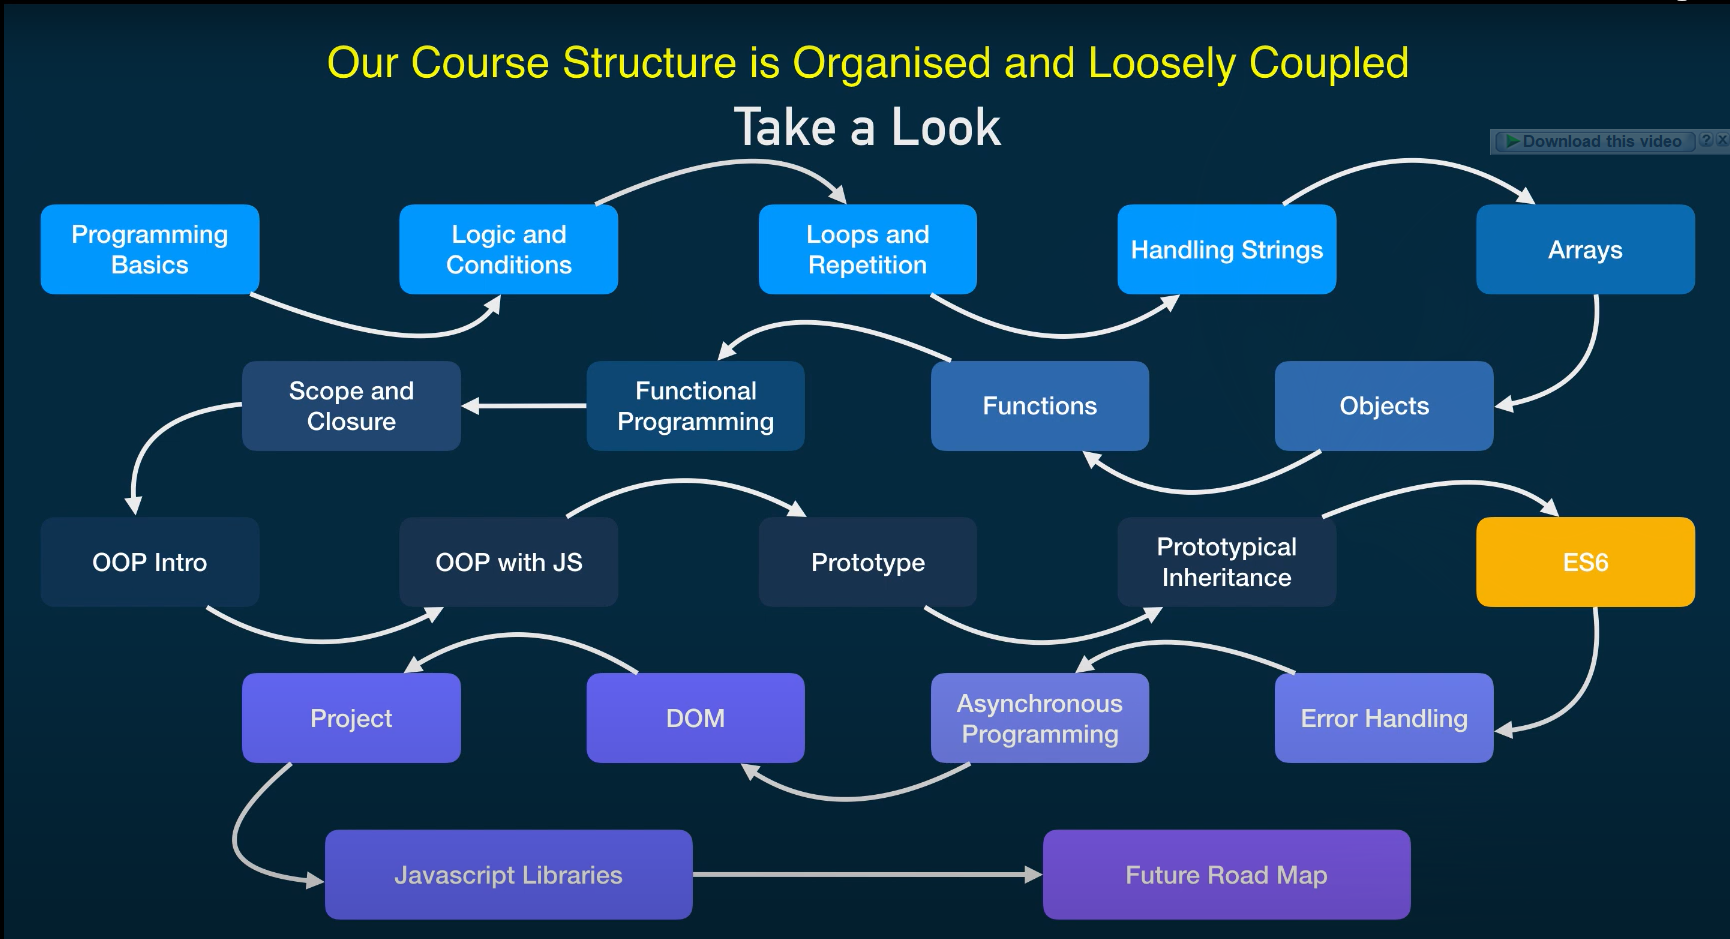 Our Course Structure is Organised and Loosely Coupled
Take a Look
Download this video ? x
Programming
Basics
Logic and
Conditions
Loops and
Repetition
Handling Strings
Arrays
Scope and
Closure
Functional
Programming
Functions
Objects
OOP Intro
OOP with JS
Prototype
Prototypical
Inheritance
ES6
Project
DOM
Asynchronous
Programming
Error Handling
Javascript Libraries
Future Road Map